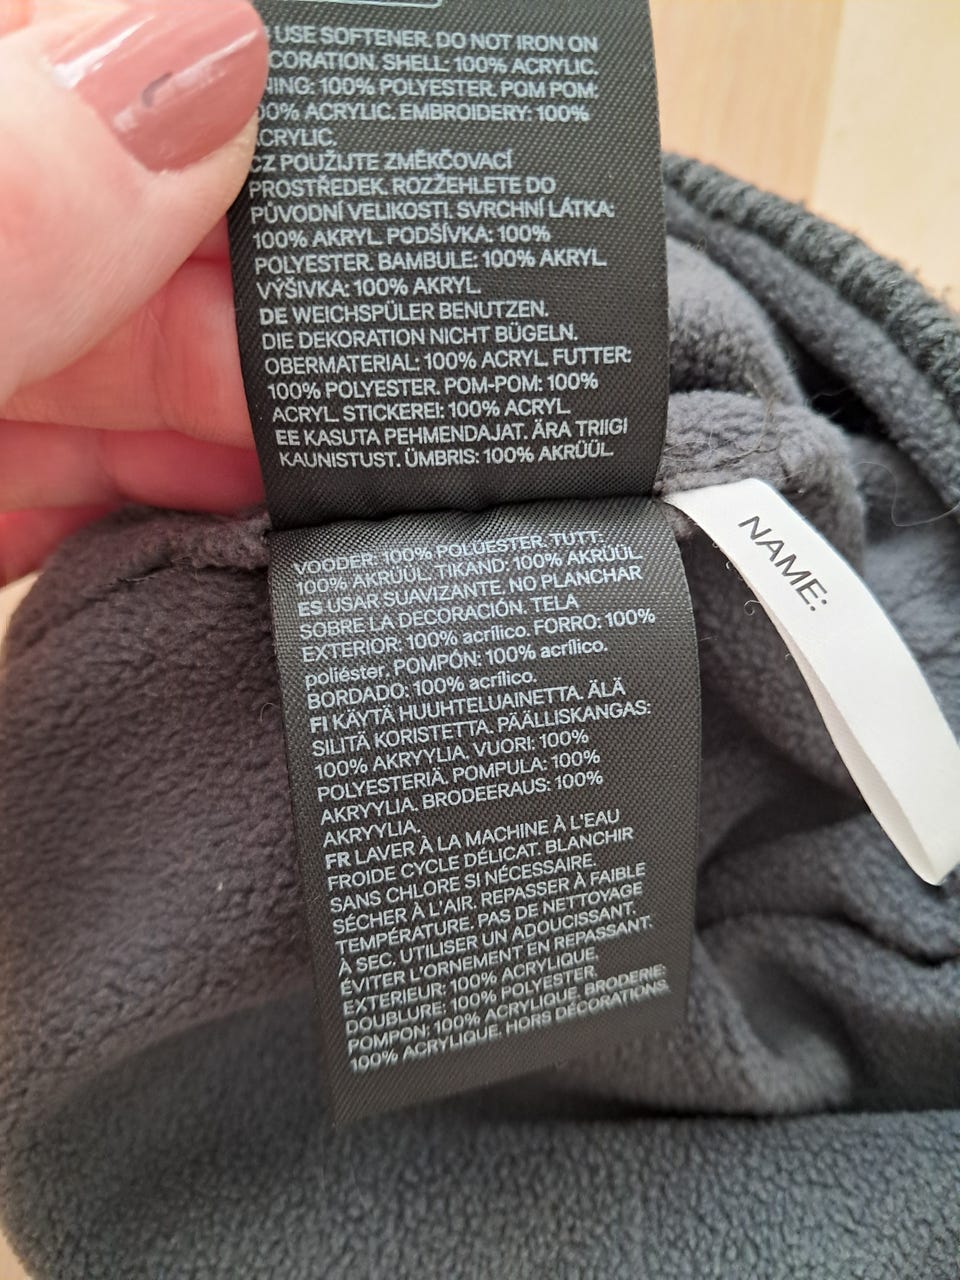 USE SOFTENER. DO NOT IRON ON
CORATION. SHELL: 100% ACRYLIC.
NING: 100% POLYESTER. POM POM:
00% ACRYLIC. EMBROIDERY: 100%
ACRYLIC.
CZ POUŽIJTE ZMĚKČOVACÍ
PROSTŘEDEK. ROZŽEHLETE DO
PŮVODNÍ VELIKOSTI. SVRCHNÍ LÁTKA:
100% AKRYL. PODŠÍVKA: 100%
POLYESTER. BAMBULE: 100% AKRYL.
VÝŠIVKA: 100% AKRYL.
DE WEICHSPÜLER BENUTZEN.
DIE DEKORATION NICHT BÜGELN.
OBERMATERIAL: 100% ACRYL. FUTTER:
100% POLYESTER. POM-POM: 100%
ACRYL. STICKEREI: 100% ACRYL
EE KASUTA PEHMENDAJAT. ÄRA TRIIGI
KAUNISTUST. ÜMBRIS: 100% AKRÜÜL
VOODER: 100% POLUESTER. TUTT:
100% AKRÜÜL. TIKAND: 100% AKRÜÜL.
ES USAR SUAVIZANTE. NO PLANCHAR
SOBRE LA DECORACIÓN. TELA
EXTERIOR: 100% acrílico. FORRO: 100%
poliéster. POMPÓN: 100% acrílico.
BORDADO: 100% acrílico.
FI KÄYTÄ HUUHTELUAINETTA. ÄLÄ
SILITÄ KORISTETTA. PÄÄLLISKANGAS:
100% AKRYYLIA. VUORI: 100%
POLYESTERIÄ. POMPULA: 100%
AKRYYLIA. BRODEERAUS: 100%
AKRYYLIA.
FR LAVER À LA MACHINE À L'EAU
FROIDE CYCLE DÉLICAT. BLANCHIR
SANS CHLORE SI NÉCESSAIRE.
SÉCHER À L'AIR. REPASSER À FAIBLE
TEMPÉRATURE. PAS DE NETTOYAGE
À SEC. UTILISER UN ADOUCISSANT.
ÉVITER L'ORNEMENT EN REPASSANT.
EXTERIEUR: 100% ACRYLIQUE.
DOUBLURE: 100% POLYESTER.
POMPON: 100% ACRYLIQUE. BRODERIE:
100% ACRYLIQUE. HORS DÉCORATIONS.
NAME: